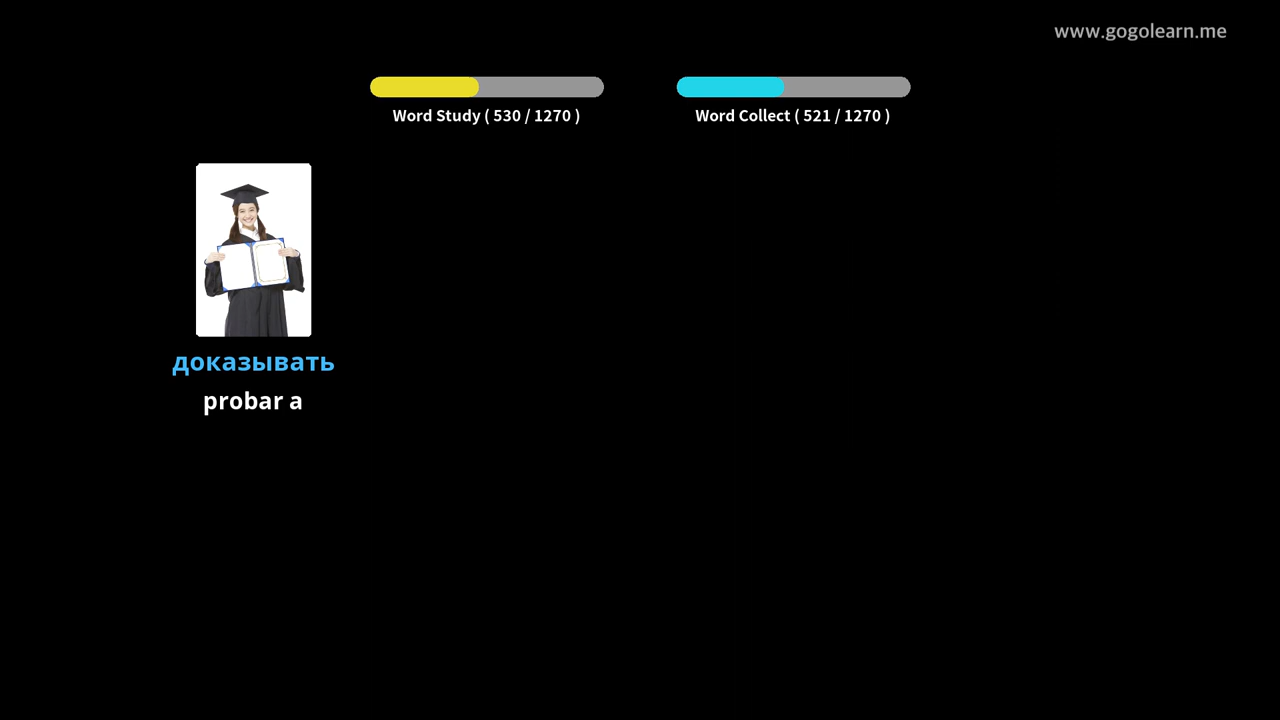 www.gogolearn.me
Word Study ( 530 / 1270 )
Word Collect ( 521 / 1270 )
доказывать
probar a